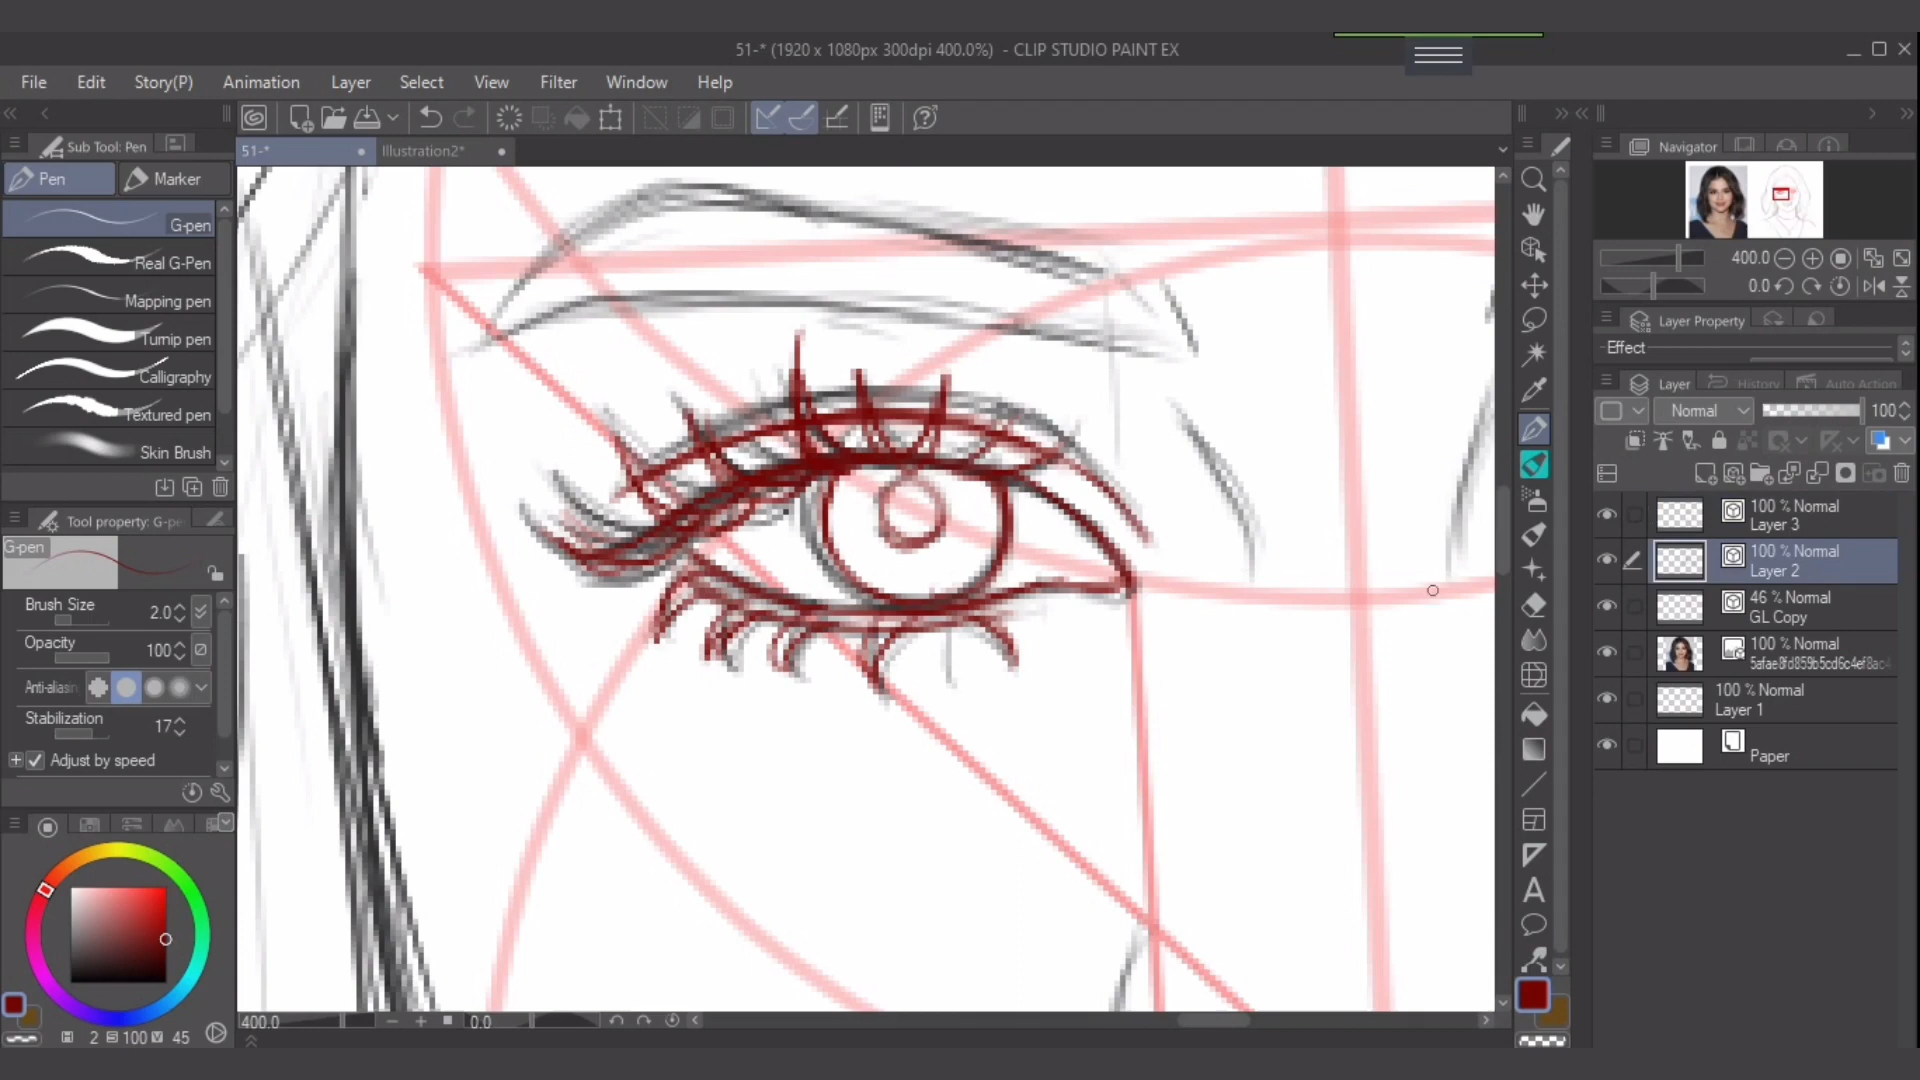 51-* (1920 x 1080px 300dpi 400.0%) - CLIP STUDIO PAINT EX
File Edit Story(P) Animation Layer Select View Filter Window Help
Sub Tool: Pen
Pen Marker
G-pen
Real G-Pen
Mapping pen
Turnip pen
Calligraphy
Textured pen
Skin Brush
Tool property: G-pe
G-pen
Brush Size 2.0
Opacity 100
Anti-aliasin
Stabilization 17
Adjust by speed
2 100 45
51-* Illustration2*
400.0 0.0
A
Navigator
400.0
0.0
Layer Property
Effect
Layer History Auto Action
Normal 100
100 % Normal
Layer 3
100 % Normal
Layer 2
46 % Normal
GL Copy
100 % Normal
5afae8fd859b5cd6c4ef8ac4
100 % Normal
Layer 1
Paper